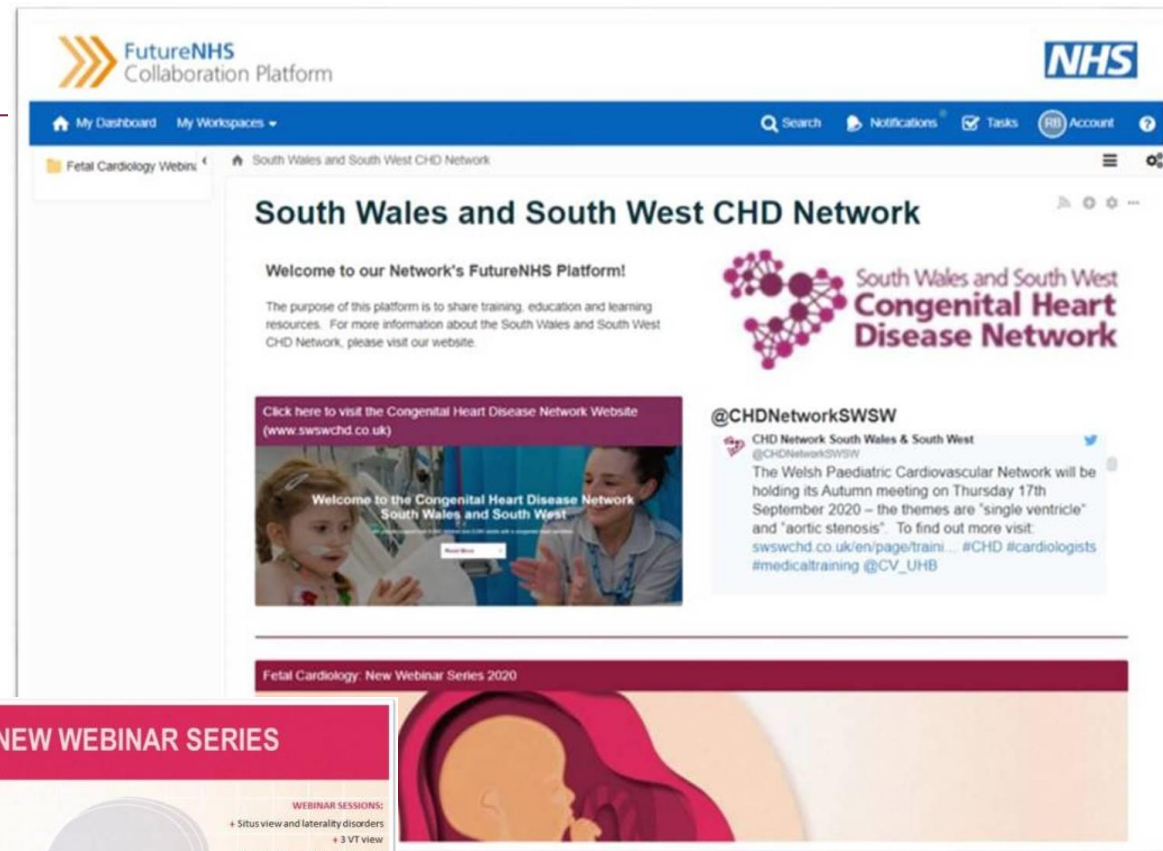 FutureNHS
Collaboration Platform
NHS
My Dashboard My Workspaces
Search Notifications Tasks RB Account ?
Fetal Cardiology Webin
South Wales and South West CHD Network
South Wales and South West CHD Network
Welcome to our Network's FutureNHS Platform!
The purpose of this platform is to share training, education and learning
resources. For more information about the South Wales and South West
CHD Network, please visit our website.
South Wales and South West
Congenital Heart
Disease Network
Click here to visit the Congenital Heart Disease Network Website
(www.swswchd.co.uk)
Welcome to the Congenital Heart Disease Network
South Wales and South West
Read More
@CHDNetworkSWSW
CHD Network South Wales & South West
@CHDNetworkSWSW
The Welsh Paediatric Cardiovascular Network will be
holding its Autumn meeting on Thursday 17th
September 2020 – the themes are "single ventricle"
and "aortic stenosis". To find out more visit:
swswchd.co.uk/en/page/traini... #CHD #cardiologists
#medicaltraining @CV_UHB
Fetal Cardiology: New Webinar Series 2020
NEW WEBINAR SERIES
WEBINAR SESSIONS:
+ Situs view and laterality disorders
+ 3 VT view